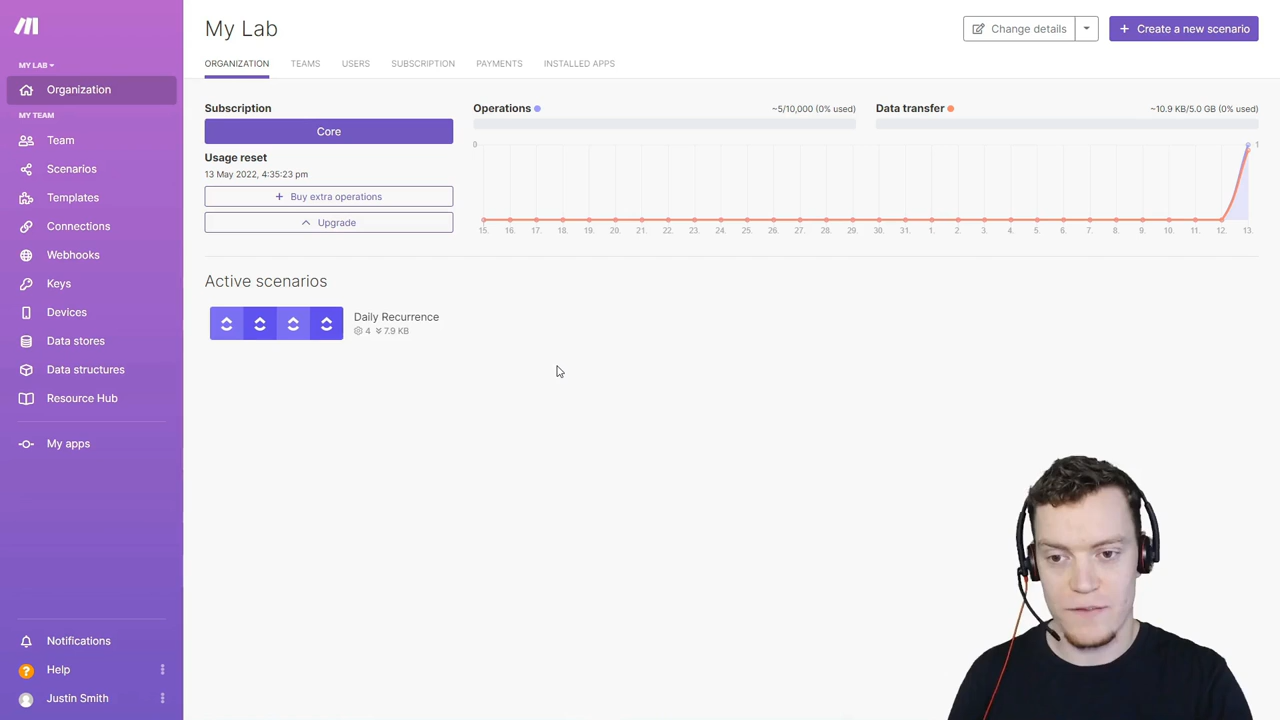 My Lab
Change details
Create a new scenario
MY LAB
ORGANIZATION
TEAMS
USERS
SUBSCRIPTION
PAYMENTS
INSTALLED APPS
Organization
MY TEAM
Team
Scenarios
Templates
Connections
Webhooks
Keys
Devices
Data stores
Data structures
Resource Hub
My apps
Notifications
? Help
Justin Smith
Subscription
Core
Usage reset
13 May 2022, 4:35:23 pm
+ Buy extra operations
Upgrade
Operations
~5/10,000 (0% used)
Data transfer
~10.9 KB/5.0 GB (0% used)
0
1
15. 16. 17. 18. 19. 20. 21. 22. 23. 24. 25. 26. 27. 28. 29. 30. 31. 1. 2. 3. 4. 5. 6. 7. 8. 9. 10. 11. 12. 13.
Active scenarios
Daily Recurrence
4 7.9 KB